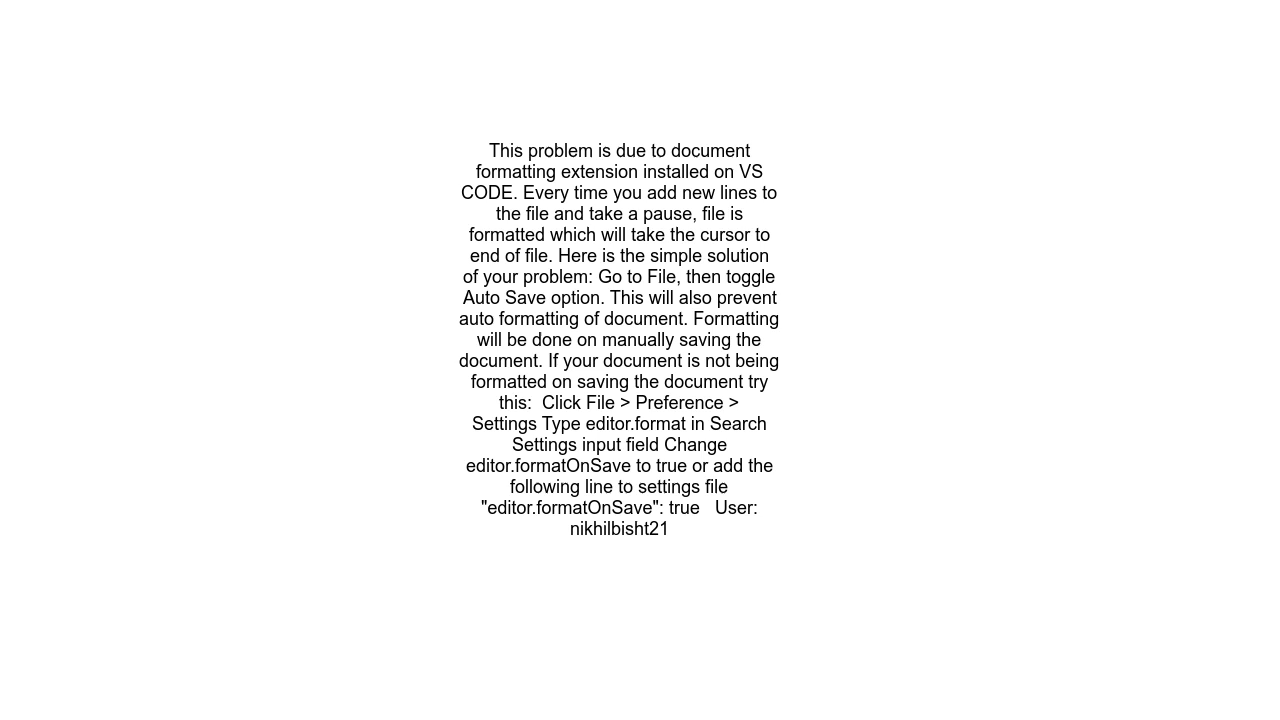 This problem is due to document
formatting extension installed on VS
CODE. Every time you add new lines to
the file and take a pause, file is
formatted which will take the cursor to
end of file. Here is the simple solution
of your problem: Go to File, then toggle
Auto Save option. This will also prevent
auto formatting of document. Formatting
will be done on manually saving the
document. If your document is not being
formatted on saving the document try
this:  Click File > Preference >
Settings Type editor.format in Search
Settings input field Change
editor.formatOnSave to true or add the
following line to settings file
"editor.formatOnSave": true   User:
nikhilbisht21